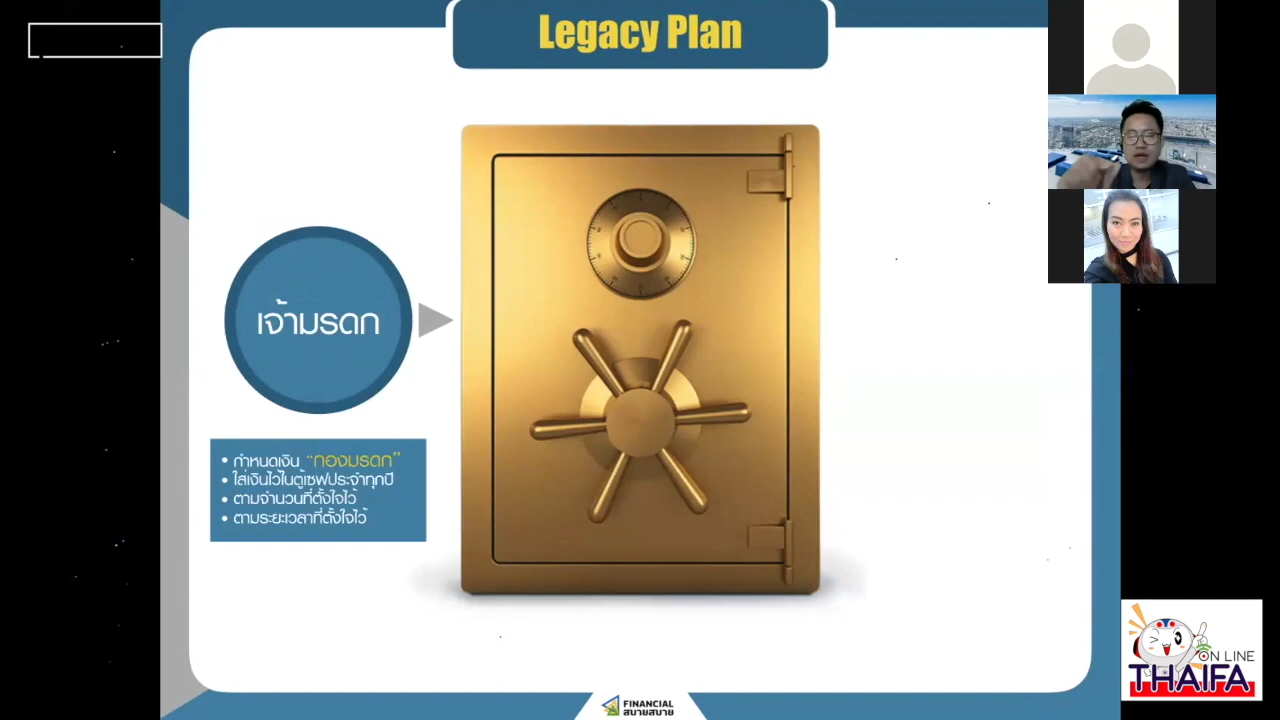 Legacy Plan
เจ้ามรดก
• กำหนดเงิน "กองมรดก"
• ใส่เงินไว้ในตู้เซฟประจำทุกปี
• ตามจำนวนที่ตั้งใจไว้
• ตามระยะเวลาที่ตั้งใจไว้
FINANCIAL
สบายสบาย
ON LINE
THAIFA